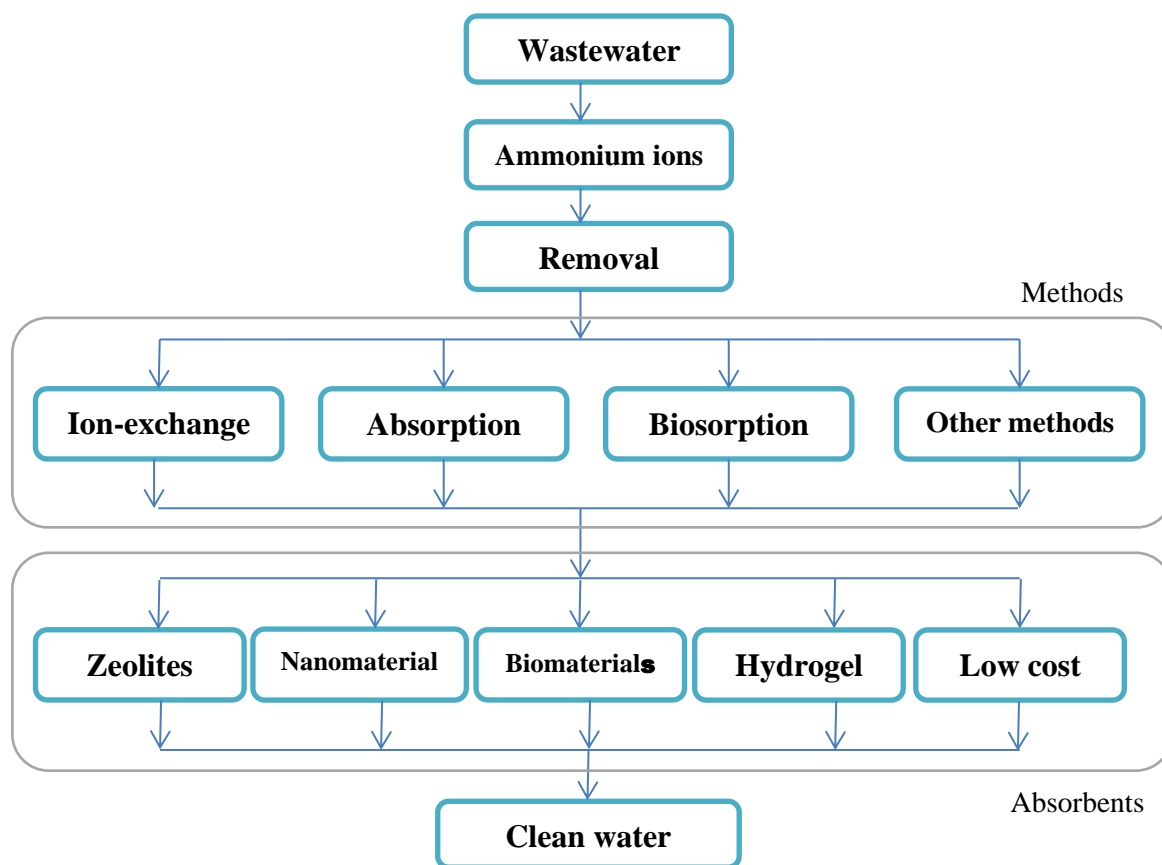 Wastewater
Ammonium ions
Removal
Methods
Ion-exchange
Absorption
Biosorption
Other methods
Zeolites
Nanomaterial
Biomaterials
Hydrogel
Low cost
Absorbents
Clean water